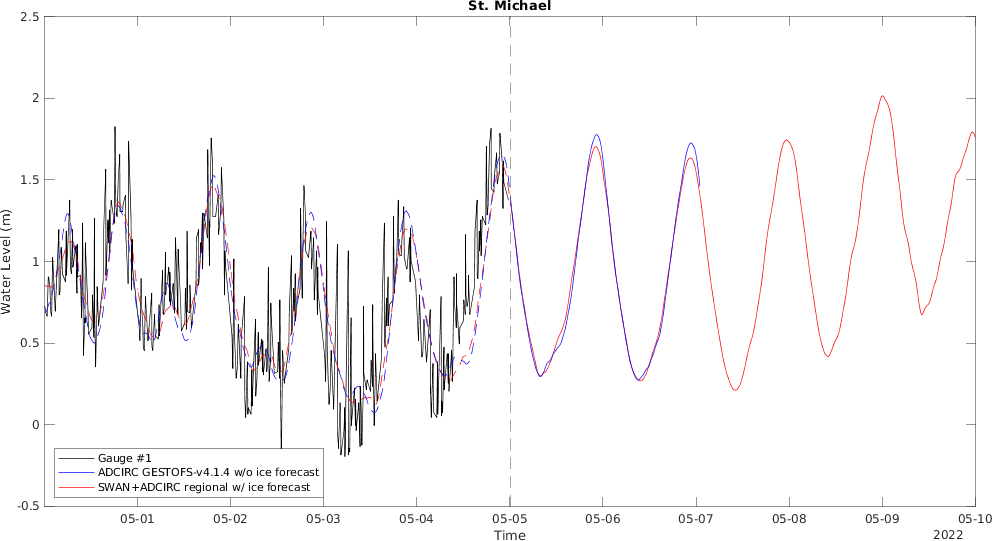 St. Michael
2.5
2
1.5
1
0.5
0
-0.5
Water Level (m)
Gauge #1
ADCIRC GESTOFS-v4.1.4 w/o ice forecast
SWAN+ADCIRC regional w/ ice forecast
05-01 05-02 05-03 05-04 05-05 05-06 05-07 05-08 05-09 05-10
Time
2022